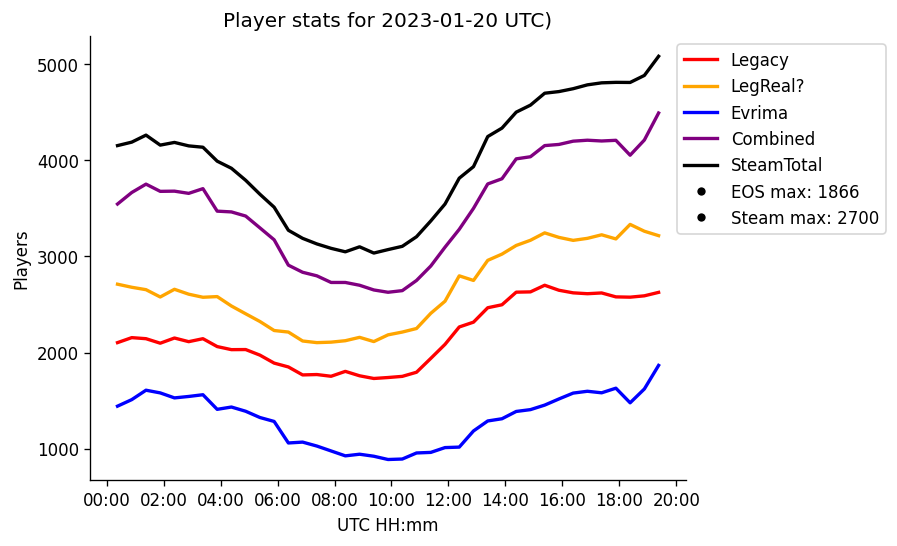 Player stats for 2023-01-20 UTC)
Legacy
LegReal?
Evrima
Combined
SteamTotal
EOS max: 1866
Steam max: 2700
Players
5000
4000
3000
2000
1000
00:00 02:00 04:00 06:00 08:00 10:00 12:00 14:00 16:00 18:00 20:00
UTC HH:mm